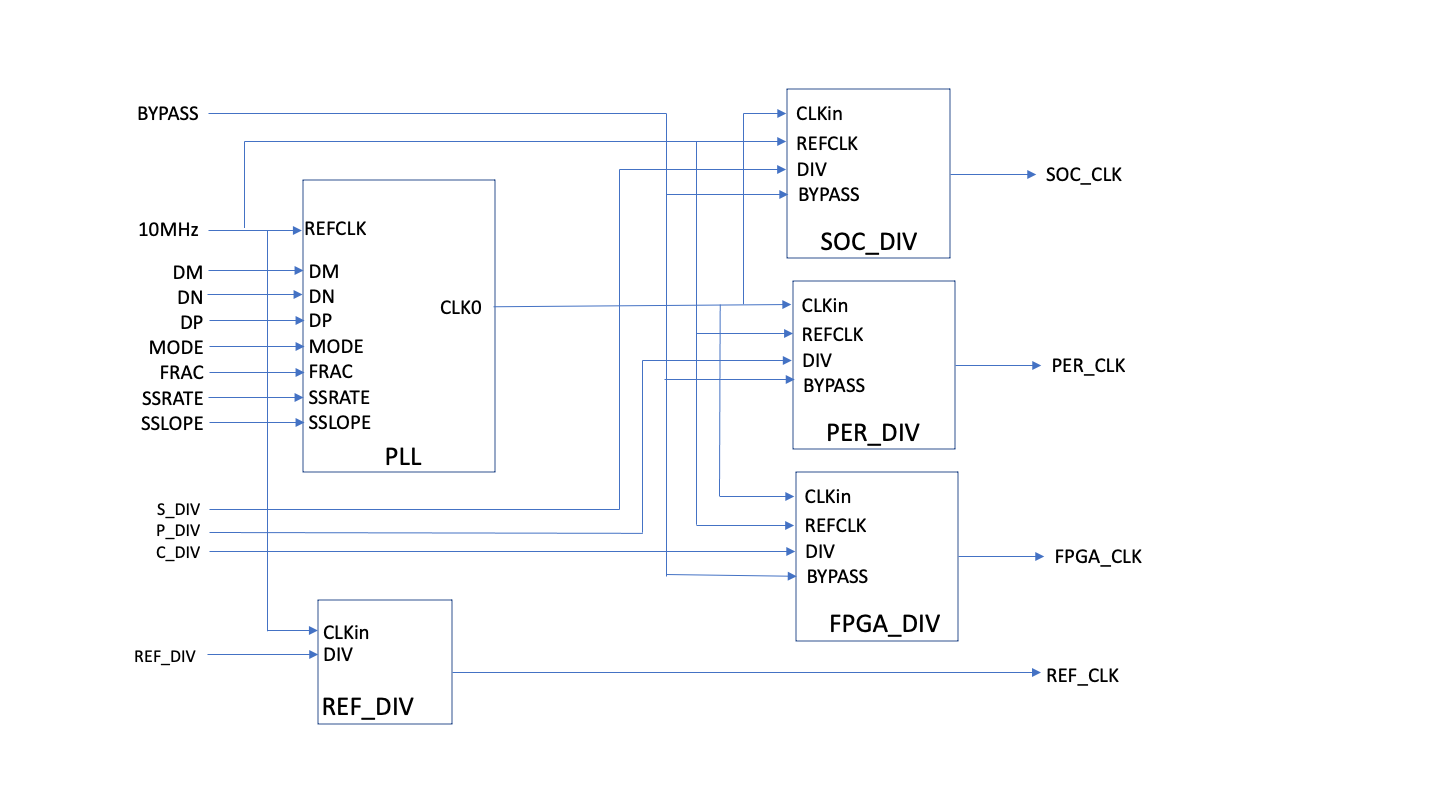 BYPASS
10MHz
DM
DN
DP
MODE
FRAC
SSRATE
SSLOPE
S_DIV
P_DIV
C_DIV
REF_DIV
REFCLK
DM
DN
DP
MODE
FRAC
SSRATE
SSLOPE
CLK0
PLL
CLKin
DIV
REF_DIV
CLKin
REFCLK
DIV
BYPASS
SOC_DIV
SOC_CLK
CLKin
REFCLK
DIV
BYPASS
PER_DIV
PER_CLK
CLKin
REFCLK
DIV
BYPASS
FPGA_DIV
FPGA_CLK
REF_CLK